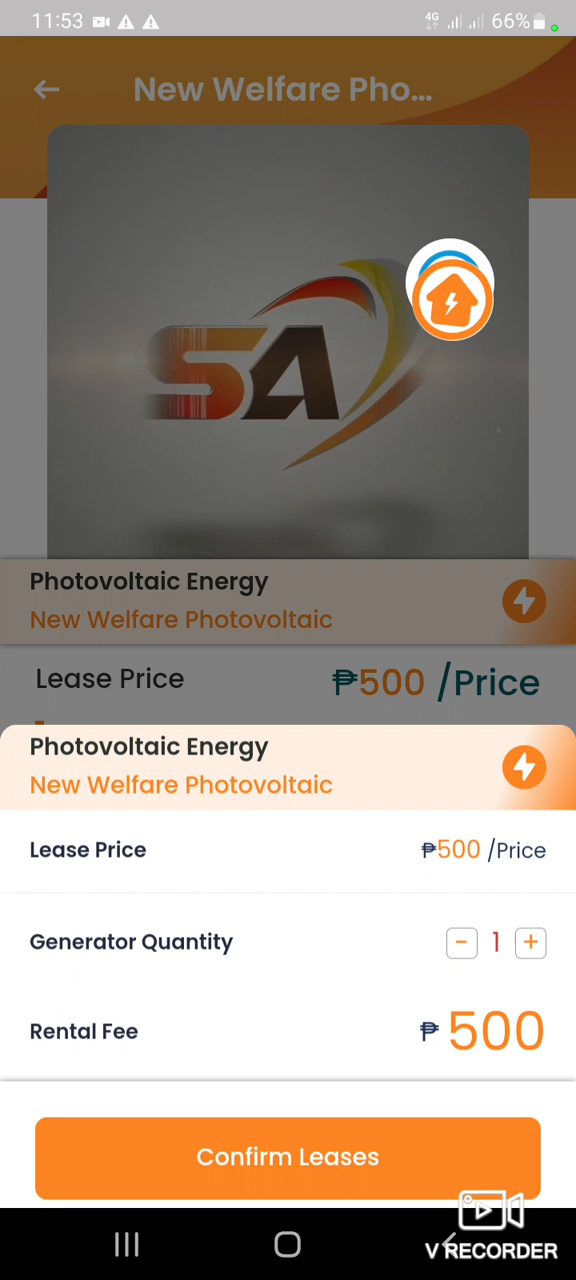 11:53
4G
66%
New Welfare Pho...
SA
Photovoltaic Energy
New Welfare Photovoltaic
Lease Price
₱500 /Price
Photovoltaic Energy
New Welfare Photovoltaic
Lease Price
₱500 /Price
Generator Quantity
- 1 +
Rental Fee
₱ 500
Confirm Leases
V RECORDER